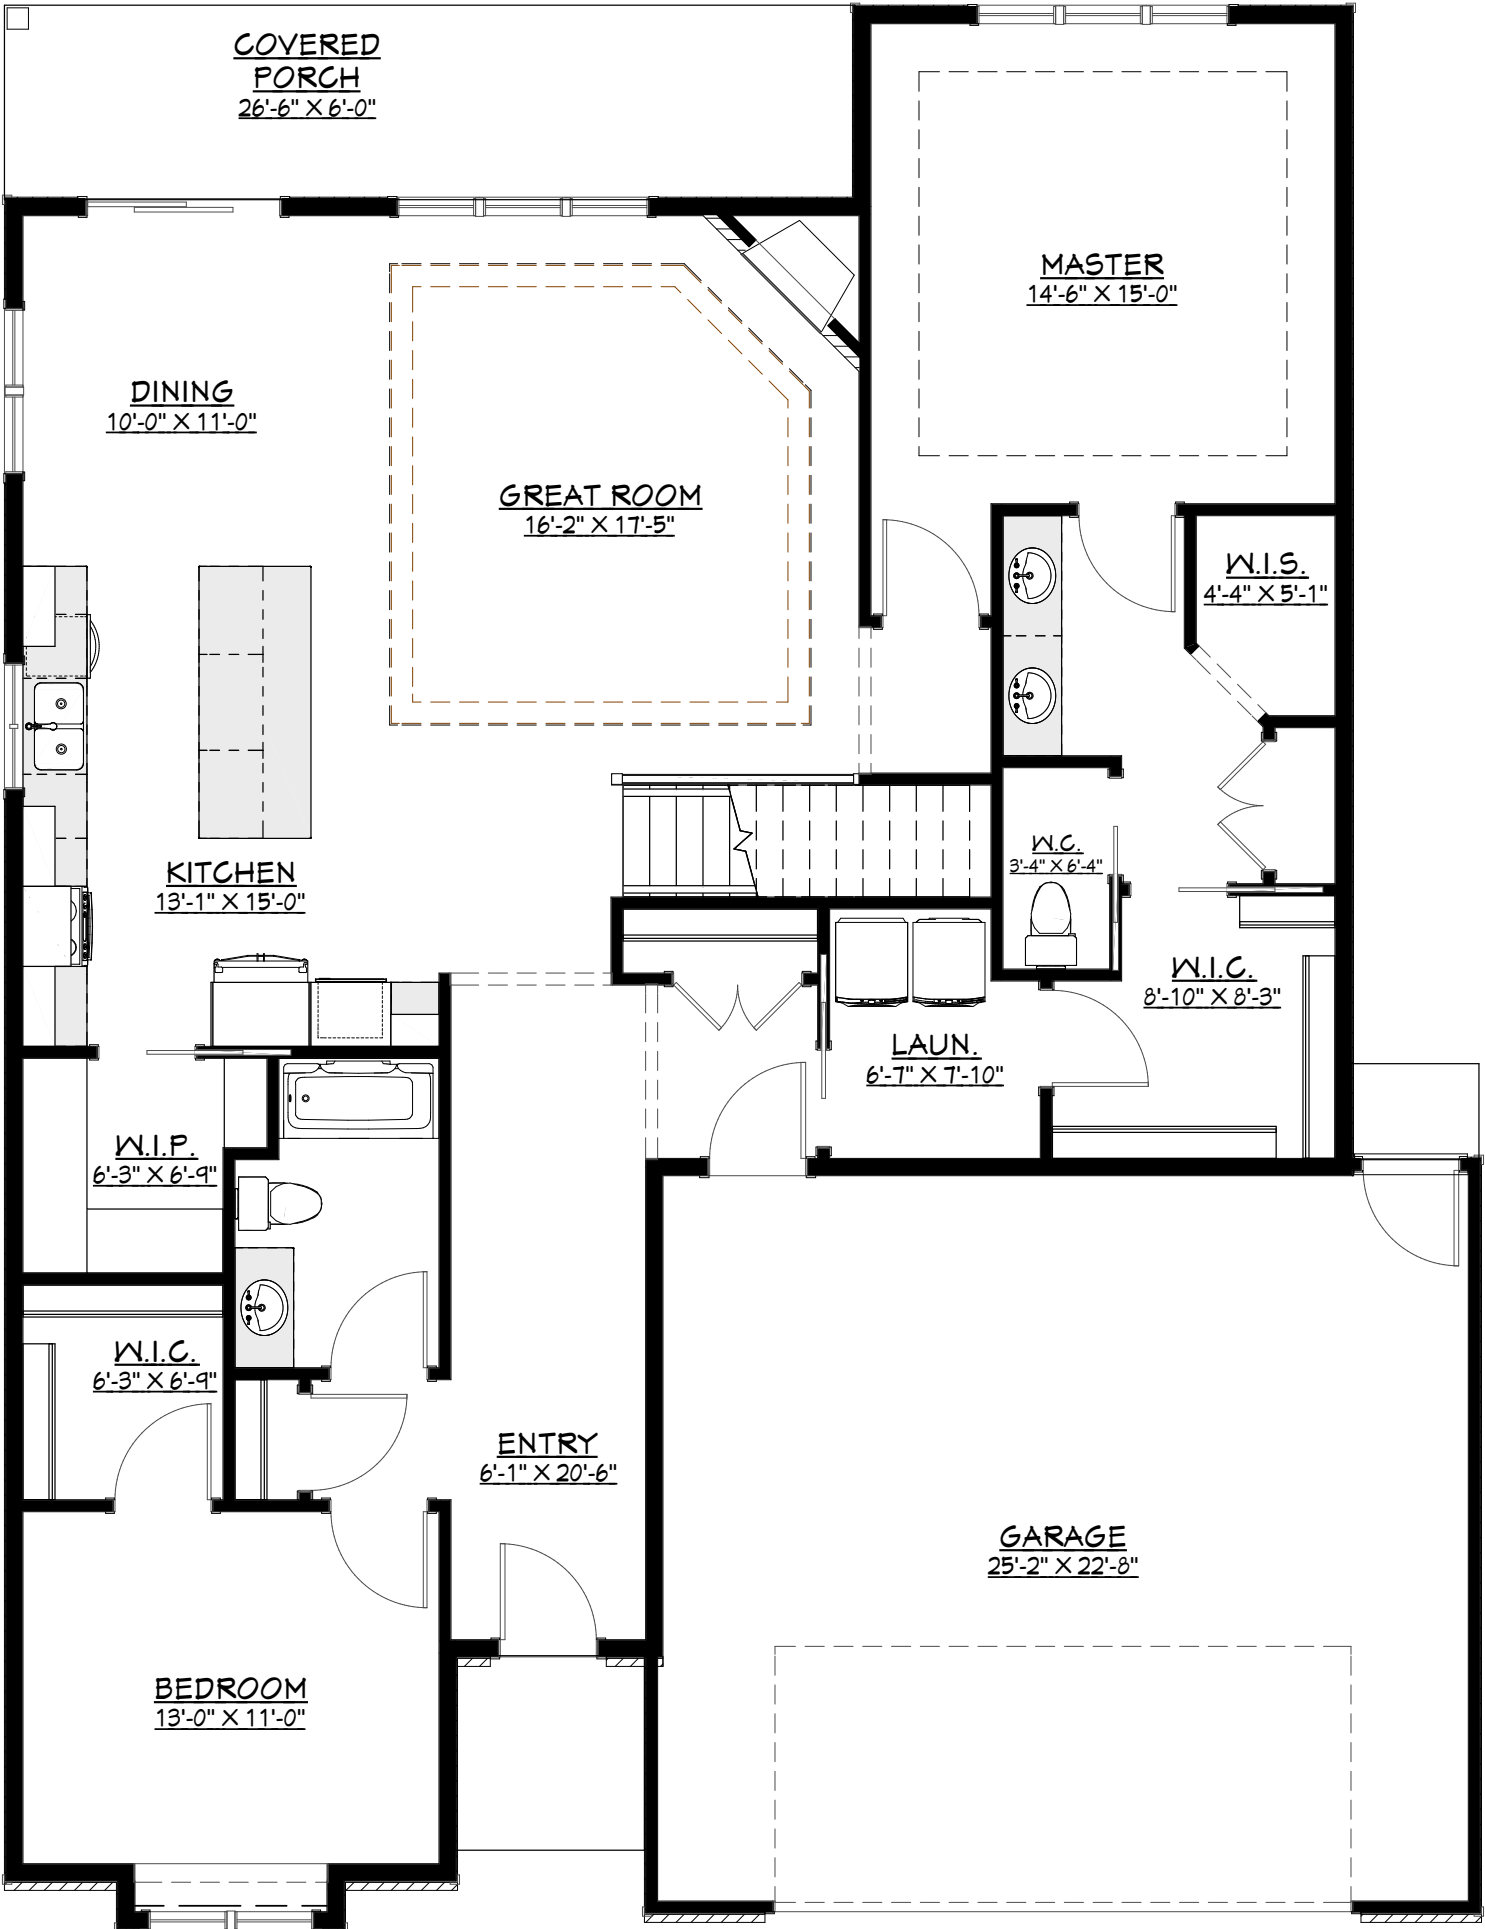 COVERED
PORCH
26'-6" X 6'-0"
MASTER
14'-6" X 15'-0"
DINING
10'-0" X 11'-0"
GREAT ROOM
16'-2" X 17'-5"
W.I.S.
4'-4" X 5'-1"
KITCHEN
13'-1" X 15'-0"
W.C.
3'-4" X 6'-4"
W.I.C.
8'-10" X 8'-3"
LAUN.
6'-7" X 7'-10"
W.I.P.
6'-3" X 6'-9"
W.I.C.
6'-3" X 6'-9"
ENTRY
6'-1" X 20'-6"
GARAGE
25'-2" X 22'-8"
BEDROOM
13'-0" X 11'-0"